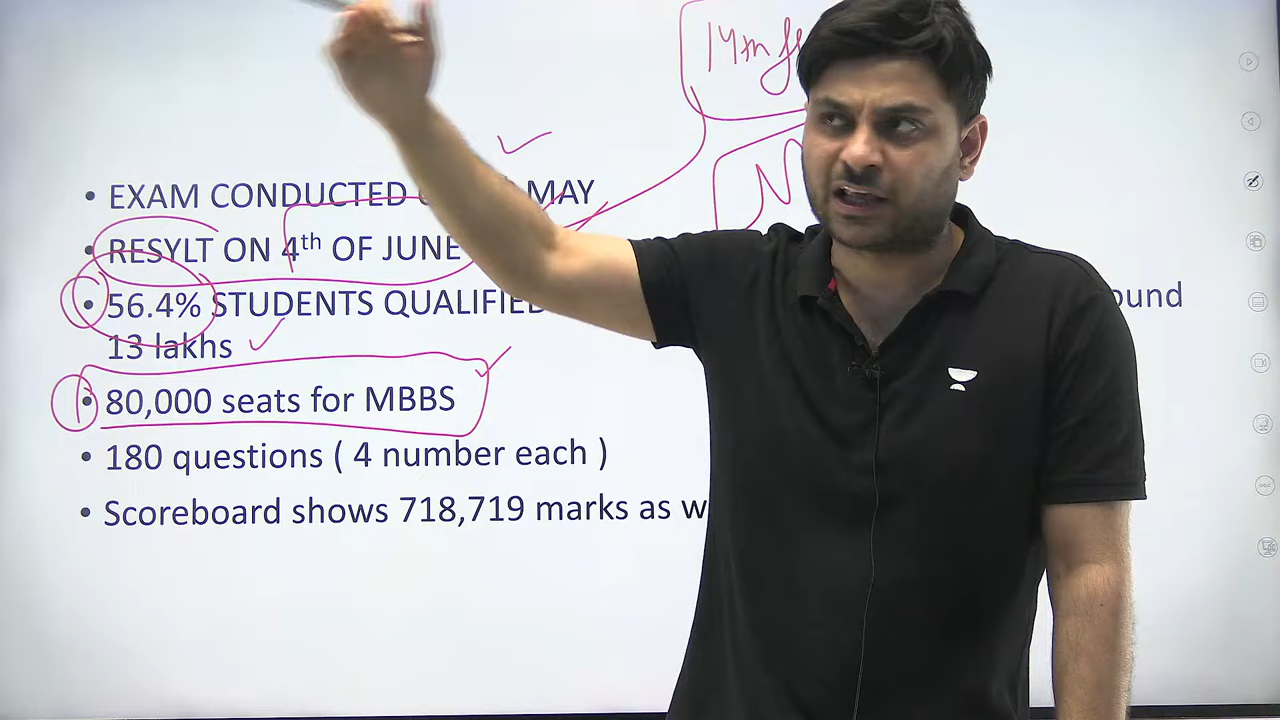 14th
• EXAM CONDUCTED MAY
• RESYLT ON 4th OF JUNE
• 56.4% STUDENTS QUALIFIED ound
13 lakhs
• 80,000 seats for MBBS
• 180 questions ( 4 number each )
• Scoreboard shows 718,719 marks as w